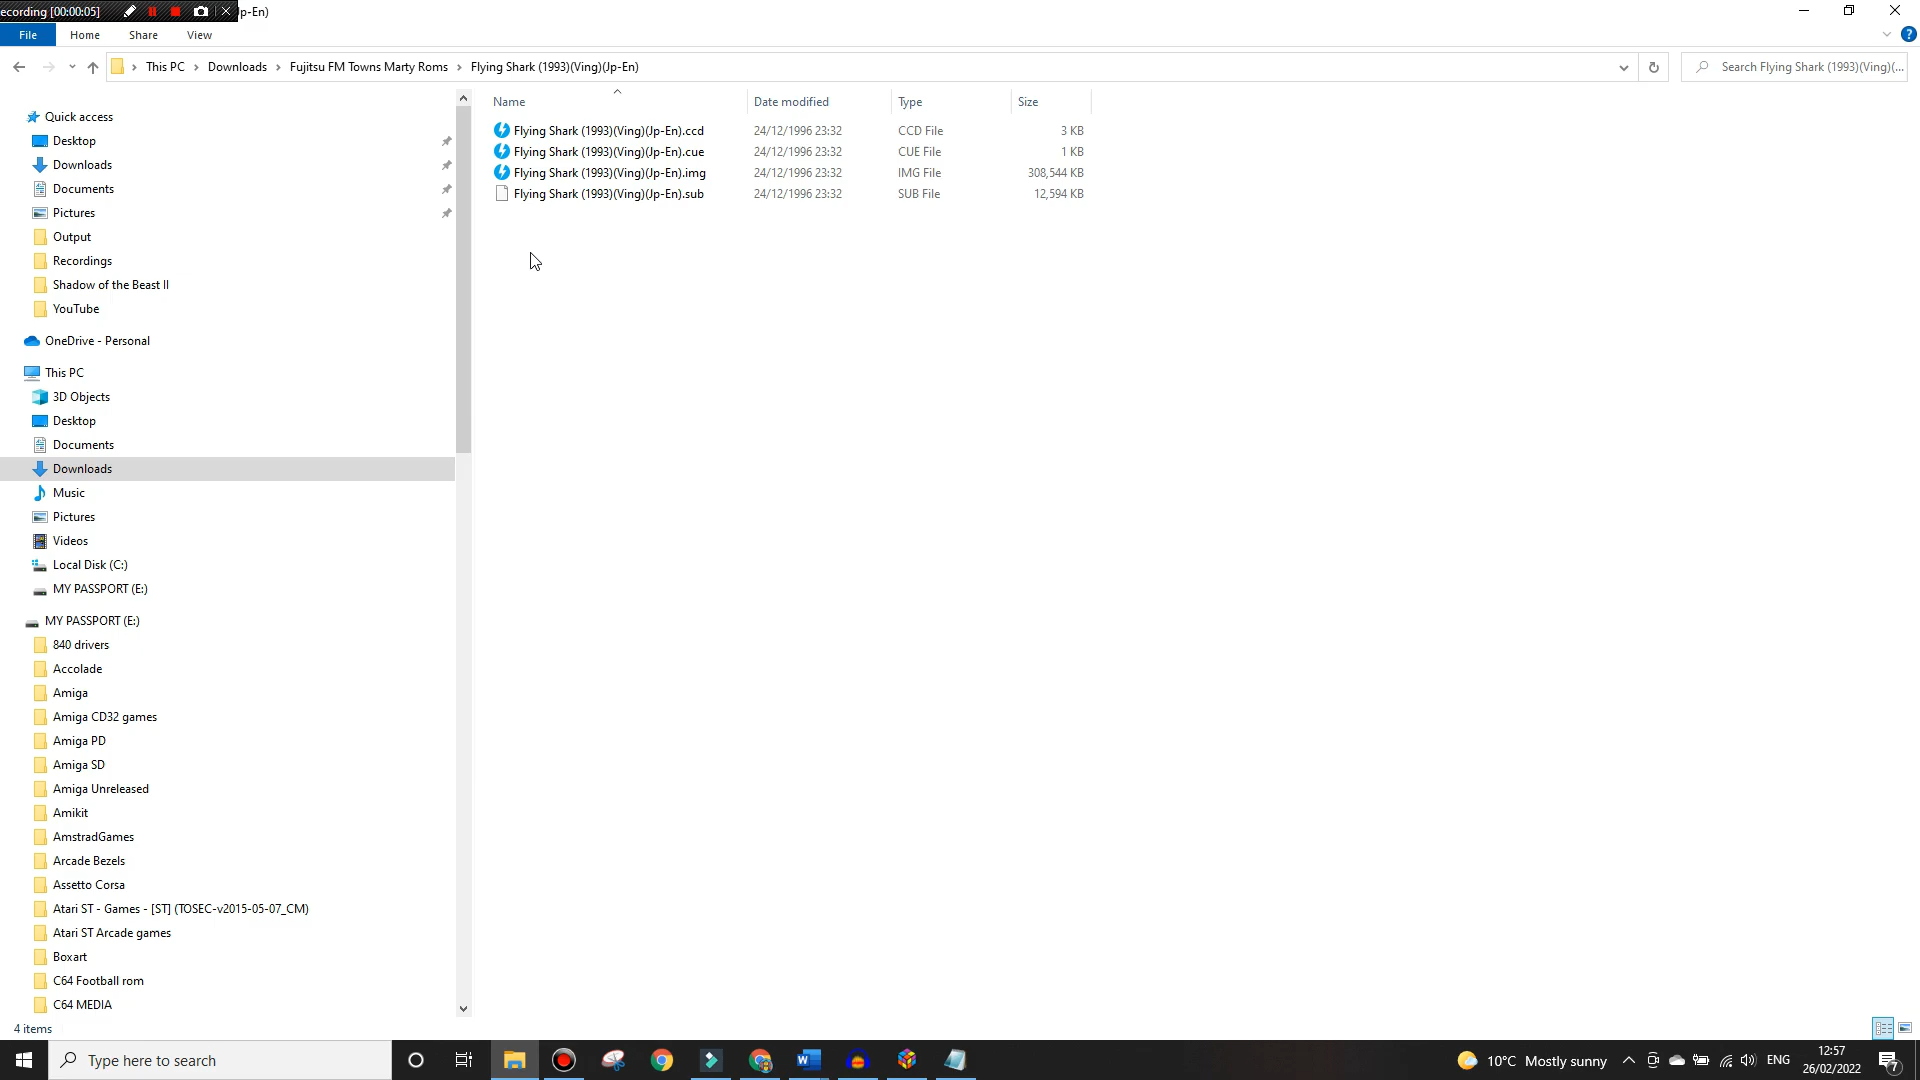 ecording [00:00:05]
Jp-En)
File
Home
Share
View
This PC
Downloads
Fujitsu FM Towns Marty Roms
Flying Shark (1993)(Ving)(Jp-En)
Search Flying Shark (1993)(Ving)(...
Name
Date modified
Type
Size
Flying Shark (1993)(Ving)(Jp-En).ccd 24/12/1996 23:32 CCD File 3 KB
Flying Shark (1993)(Ving)(Jp-En).cue 24/12/1996 23:32 CUE File 1 KB
Flying Shark (1993)(Ving)(Jp-En).img 24/12/1996 23:32 IMG File 308,544 KB
Flying Shark (1993)(Ving)(Jp-En).sub 24/12/1996 23:32 SUB File 12,594 KB
Quick access
Desktop
Downloads
Documents
Pictures
Output
Recordings
Shadow of the Beast II
YouTube
OneDrive - Personal
This PC
3D Objects
Desktop
Documents
Downloads
Music
Pictures
Videos
Local Disk (C:)
MY PASSPORT (E:)
MY PASSPORT (E:)
840 drivers
Accolade
Amiga
Amiga CD32 games
Amiga PD
Amiga SD
Amiga Unreleased
Amikit
AmstradGames
Arcade Bezels
Assetto Corsa
Atari ST - Games - [ST] (TOSEC-v2015-05-07_CM)
Atari ST Arcade games
Boxart
C64 Football rom
C64 MEDIA
4 items
Type here to search
10°C Mostly sunny
ENG
12:57
26/02/2022
7